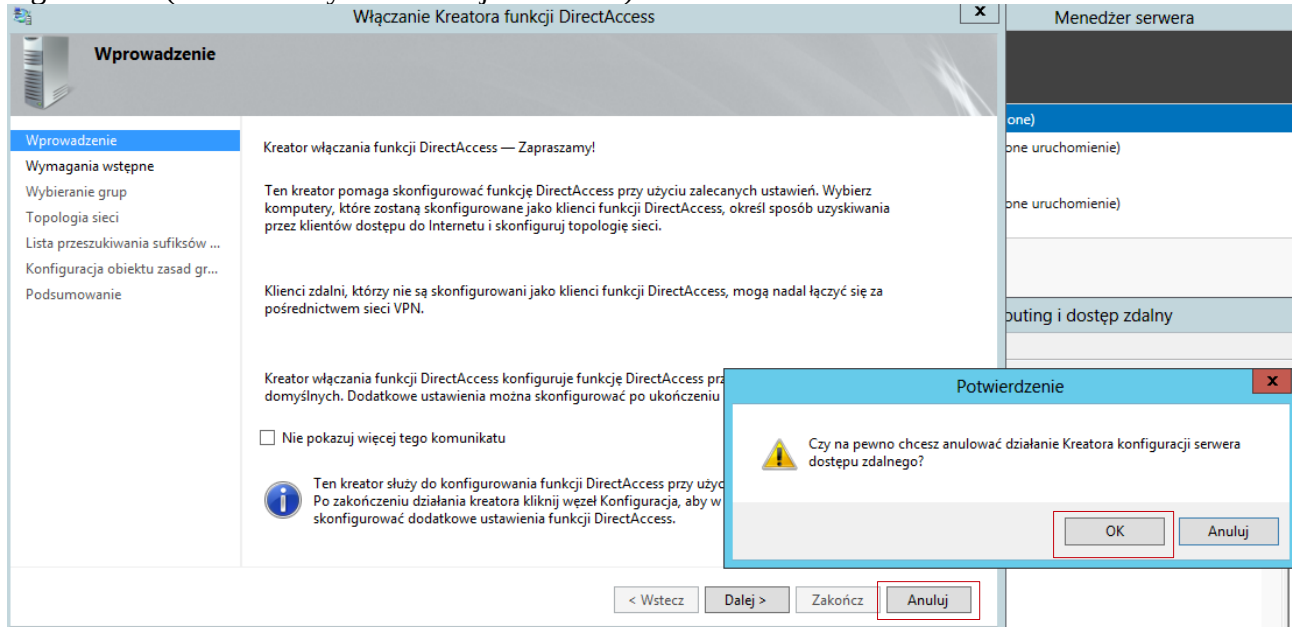 Włączanie Kreatora funkcji DirectAccess
x
Menedżer serwera
Wprowadzenie
one)
one uruchomienie)
one uruchomienie)
Wprowadzenie
Wymagania wstępne
Wybieranie grup
Topologia sieci
Lista przeszukiwania sufiksów ...
Konfiguracja obiektu zasad gr...
Podsumowanie
Kreator włączania funkcji DirectAccess — Zapraszamy!
Ten kreator pomaga skonfigurować funkcję DirectAccess przy użyciu zalecanych ustawień. Wybierz
komputery, które zostaną skonfigurowane jako klienci funkcji DirectAccess, określ sposób uzyskiwania
przez klientów dostępu do Internetu i skonfiguruj topologię sieci.
Klienci zdalni, którzy nie są skonfigurowani jako klienci funkcji DirectAccess, mogą nadal łączyć się za
pośrednictwem sieci VPN.
outing i dostęp zdalny
Kreator włączania funkcji DirectAccess konfiguruje funkcję DirectAccess prz
domyślnych. Dodatkowe ustawienia można skonfigurować po ukończeniu
Nie pokazuj więcej tego komunikatu
Ten kreator służy do konfigurowania funkcji DirectAccess przy użyc
Po zakończeniu działania kreatora kliknij węzeł Konfiguracja, aby w
skonfigurować dodatkowe ustawienia funkcji DirectAccess.
Potwierdzenie
x
Czy na pewno chcesz anulować działanie Kreatora konfiguracji serwera
dostępu zdalnego?
OK
Anuluj
< Wstecz
Dalej >
Zakończ
Anuluj